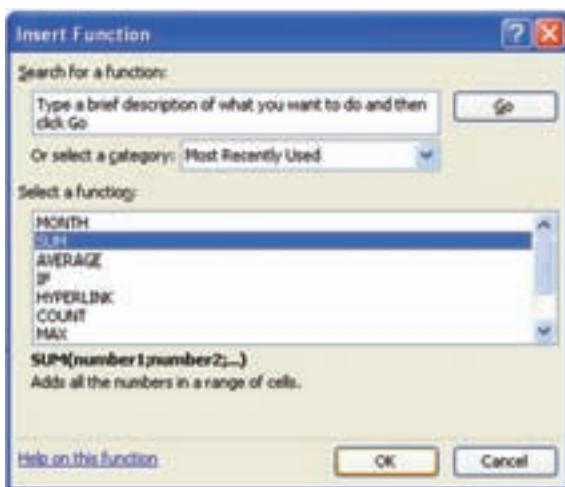 Insert Function
Search for a function:
Type a brief description of what you want to do and then
click Go
Go
Or select a category: Most Recently Used
Select a function:
MONTH
SUM
AVERAGE
IF
HYPERLINK
COUNT
MAX
SUM(number1;number2;...)
Adds all the numbers in a range of cells.
Help on this function
OK
Cancel